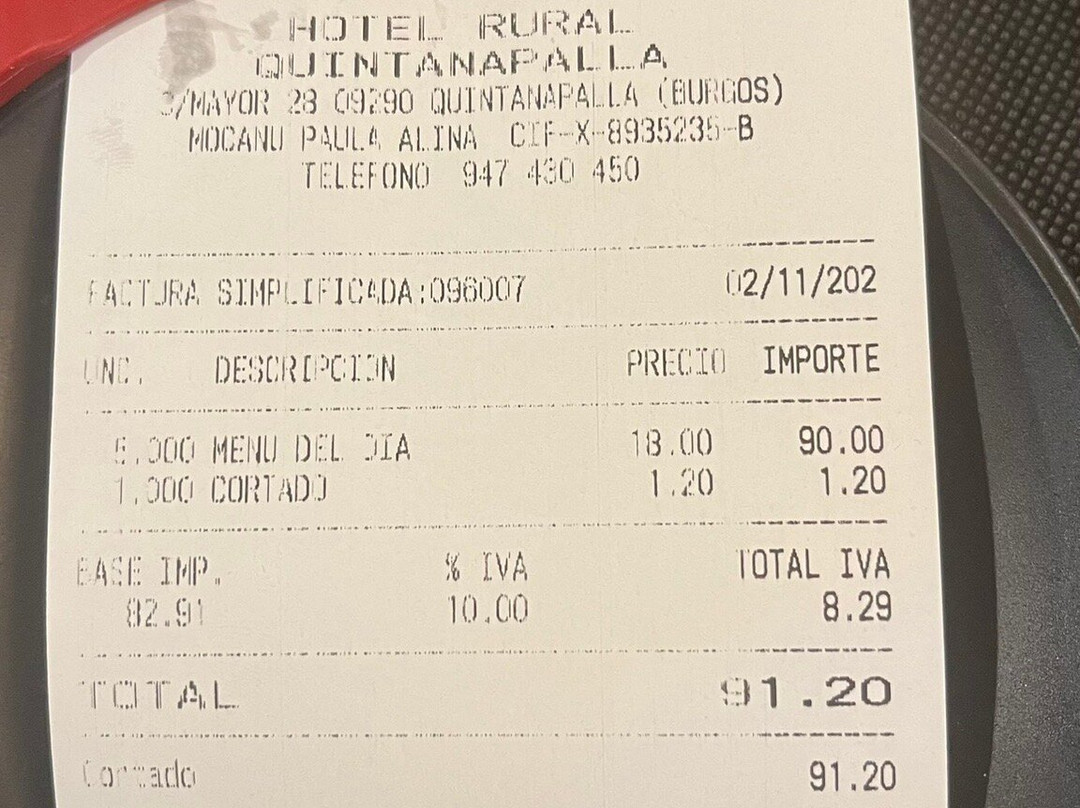 HOTEL RURAL
QUINTANAPALLA
C/MAYOR 28 09290 QUINTANAPALLA (BURGOS)
MOCANU PAULA ALINA CIF-X-8935235-B
TELEFONO 947 430 450
FACTURA SIMPLIFICADA:096007 02/11/202
UND. DESCRIPCION PRECIO IMPORTE
5,000 MENU DEL DIA 18.00 90.00
1,000 CORTADO 1.20 1.20
BASE IMP. % IVA TOTAL IVA
82.91 10.00 8.29
TOTAL 91.20
Contado 91.20